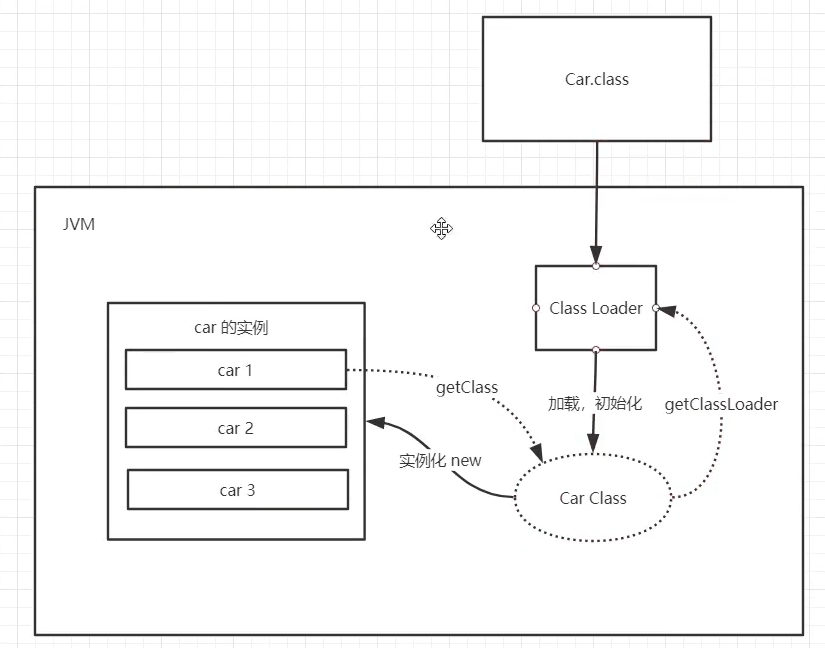 Car.class
JVM
Class Loader
car 的实例
car 1
getClass
加载，初始化
getClassLoader
car 2
实例化 new
car 3
Car Class